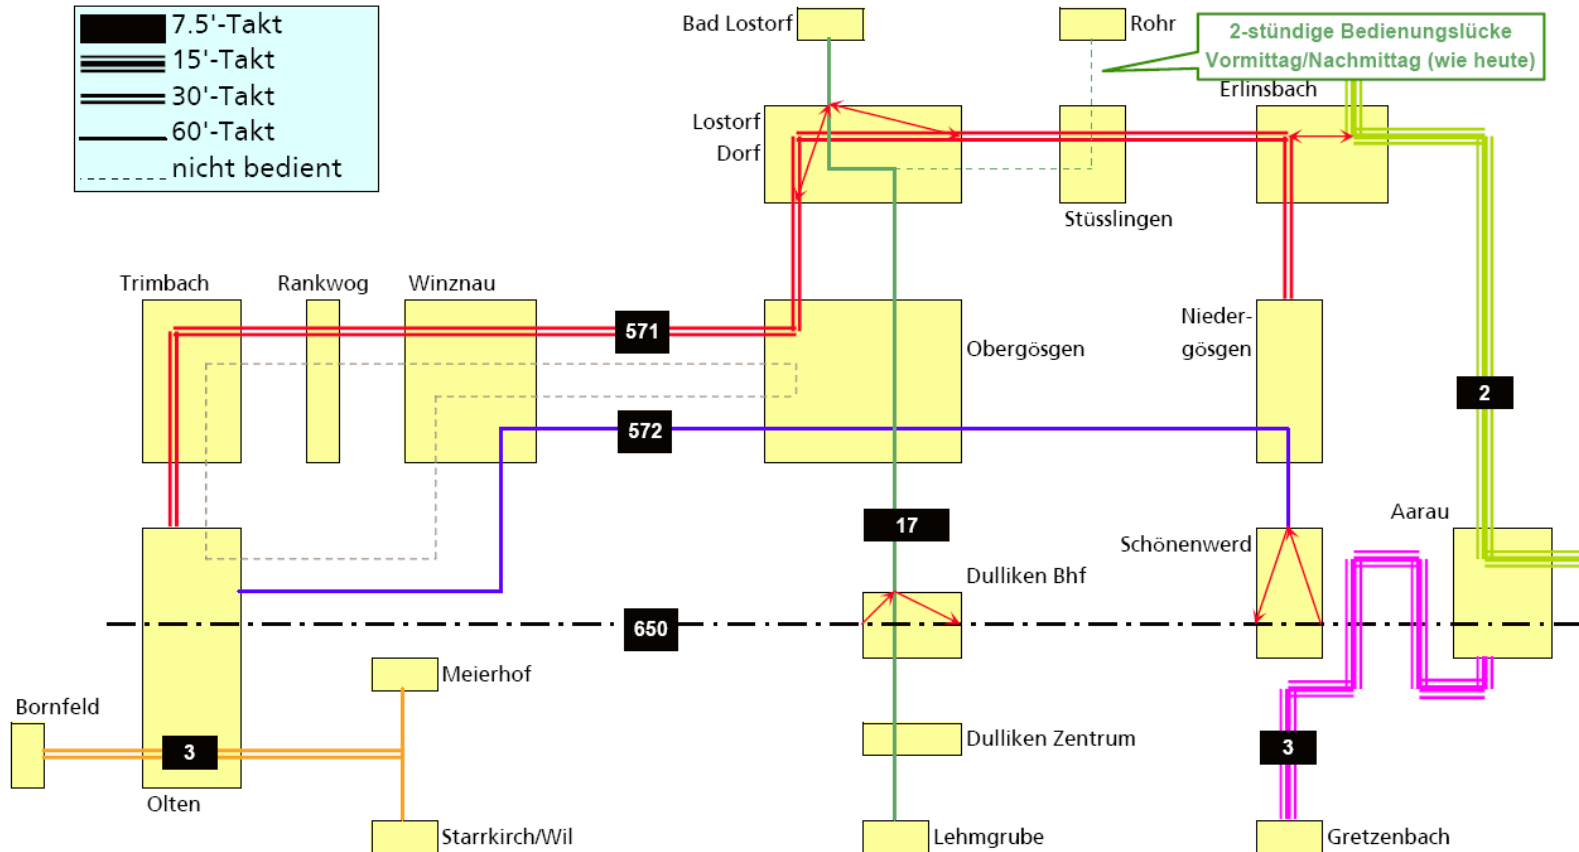 7.5'-Takt
15'-Takt
30'-Takt
60'-Takt
nicht bedient
Bad Lostorf
Rohr
2-stündige Bedienungslücke
Vormittag/Nachmittag (wie heute)
Erlinsbach
Lostorf
Dorf
Stüsslingen
Trimbach
Rankwog
Winznau
571
Obergösgen
Nieder-
gösgen
2
572
17
Aarau
Schönenwerd
Dulliken Bhf
650
Meierhof
Bornfeld
3
Dulliken Zentrum
3
Olten
Starrkirch/Wil
Lehmgrube
Gretzenbach